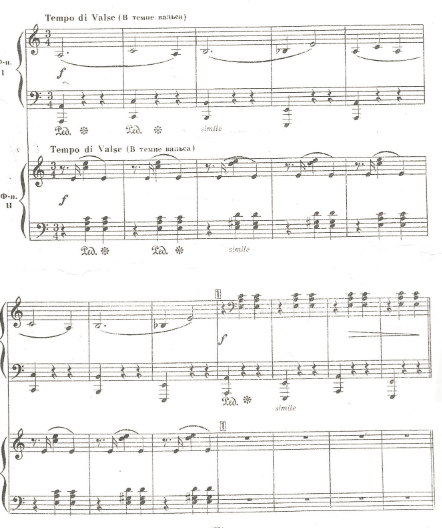 Tempo di Valse (В темпе вальса)
Ф-п.
I
f
Ped. * Ped. * simile
Tempo di Valse (В темпе вальса)
Ф-п.
II
f
Ped. * Ped. * simile
1
f
Ped. * simile
1